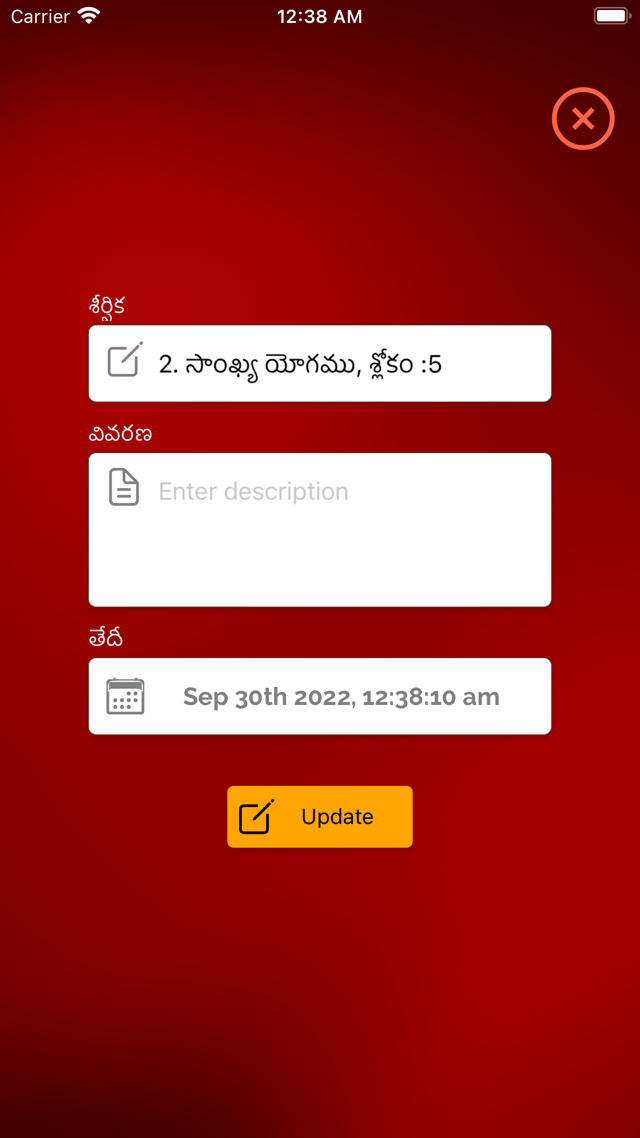 Carrier 12:38 AM
శీర్షిక
2. సాంఖ్య యోగము, శ్లోకం :5
వివరణ
Enter description
తేదీ
Sep 30th 2022, 12:38:10 am
Update